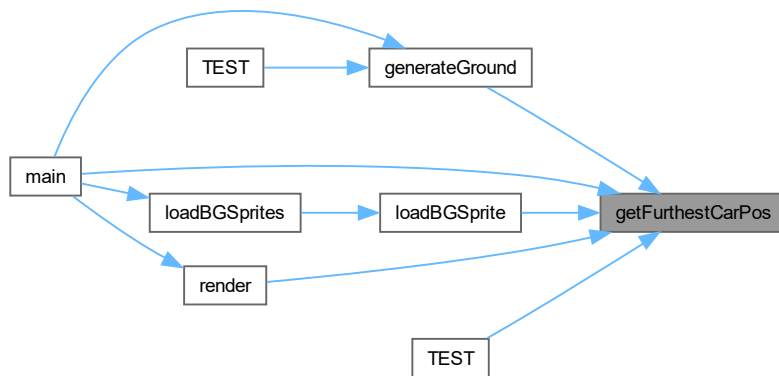 TEST
generateGround
main
loadBGSprites
loadBGSprite
getFurthestCarPos
render
TEST